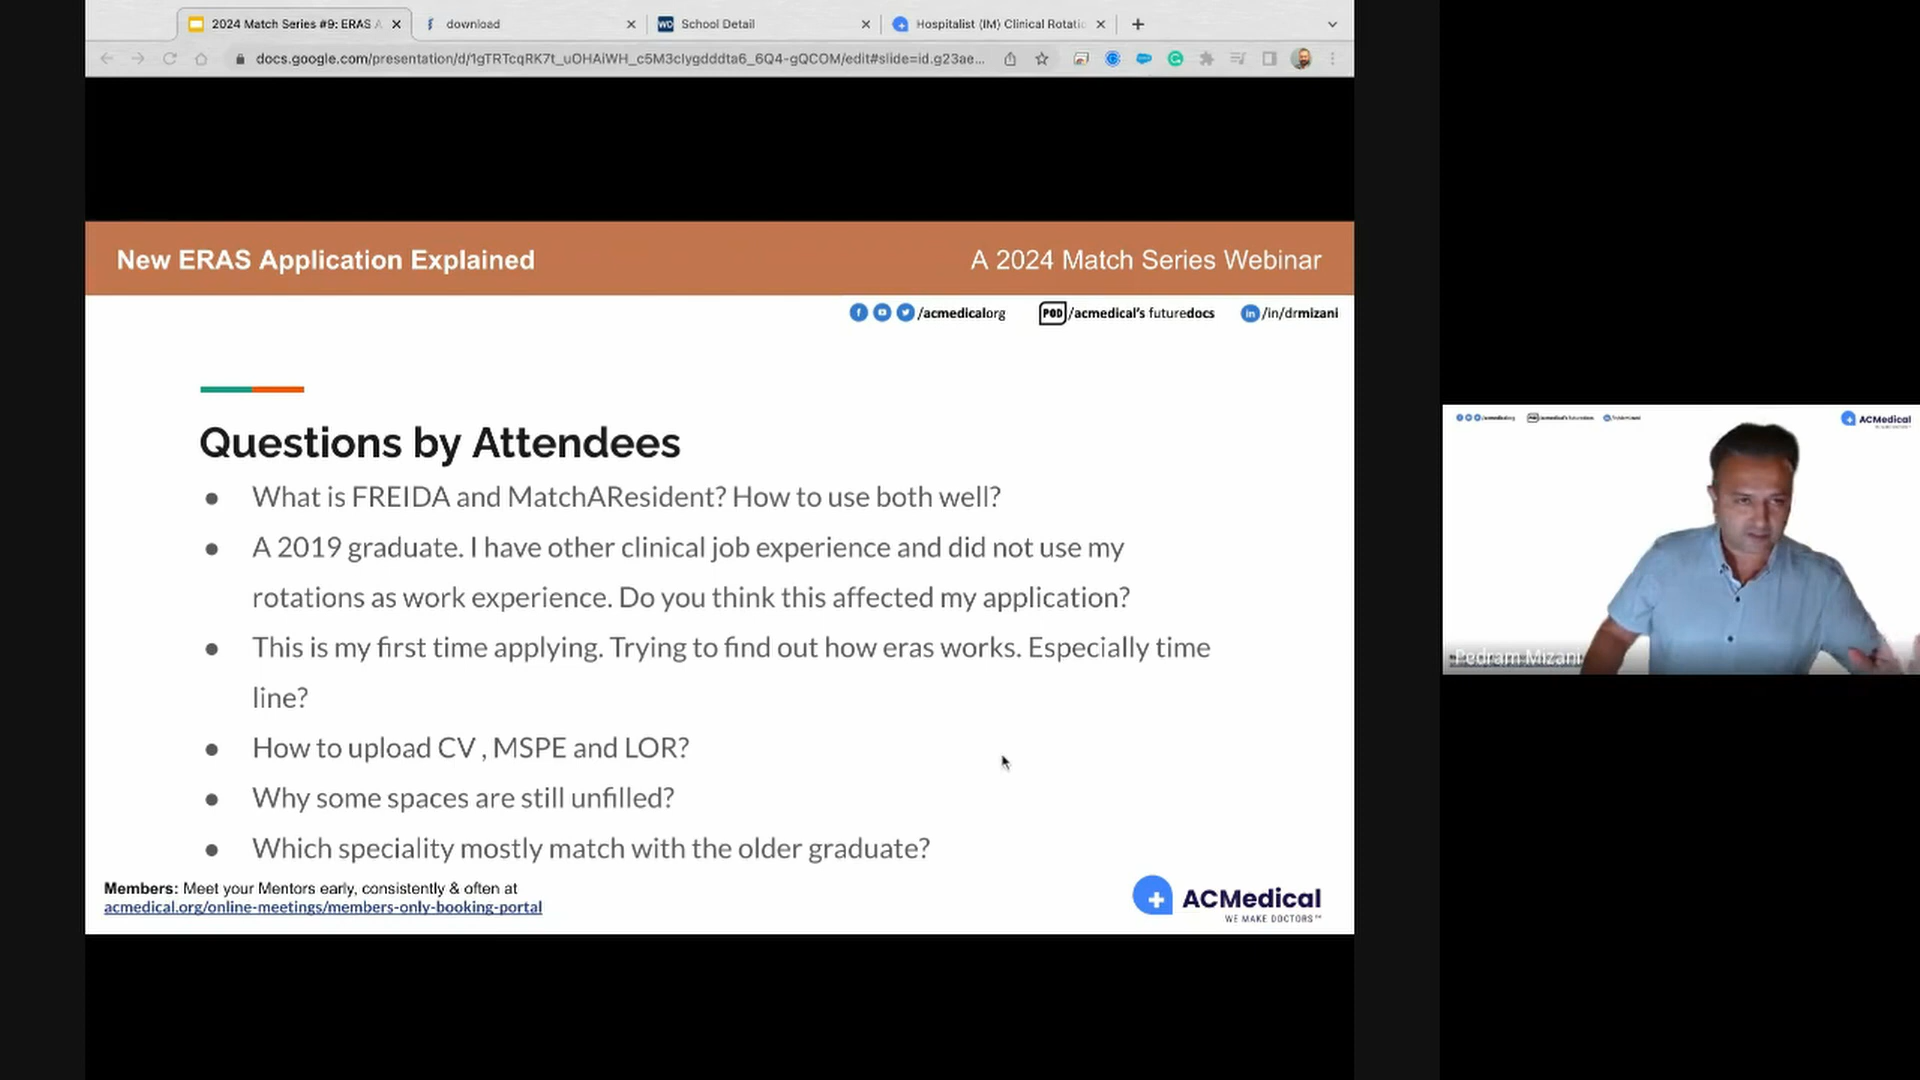 2024 Match Series #9: ERAS A
download
School Detail
Hospitalist (IM) Clinical Rotatio
docs.google.com/presentation/d/1gTRTcqRK7t_uOHAiWH_c5M3cIygdddta6_6Q4-gQCOM/edit#slide=id.g23ae...
New ERAS Application Explained
A 2024 Match Series Webinar
/acmedicalorg
POD /acmedical's futuredocs
in /in/drmizani
Questions by Attendees
● What is FREIDA and MatchAResident? How to use both well?
● A 2019 graduate. I have other clinical job experience and did not use my
rotations as work experience. Do you think this affected my application?
● This is my first time applying. Trying to find out how eras works. Especially time
line?
● How to upload CV , MSPE and LOR?
● Why some spaces are still unfilled?
● Which speciality mostly match with the older graduate?
Members: Meet your Mentors early, consistently & often at
acmedical.org/online-meetings/members-only-booking-portal
ACMedical
WE MAKE DOCTORS™
ACMedical
Pedram Mizani